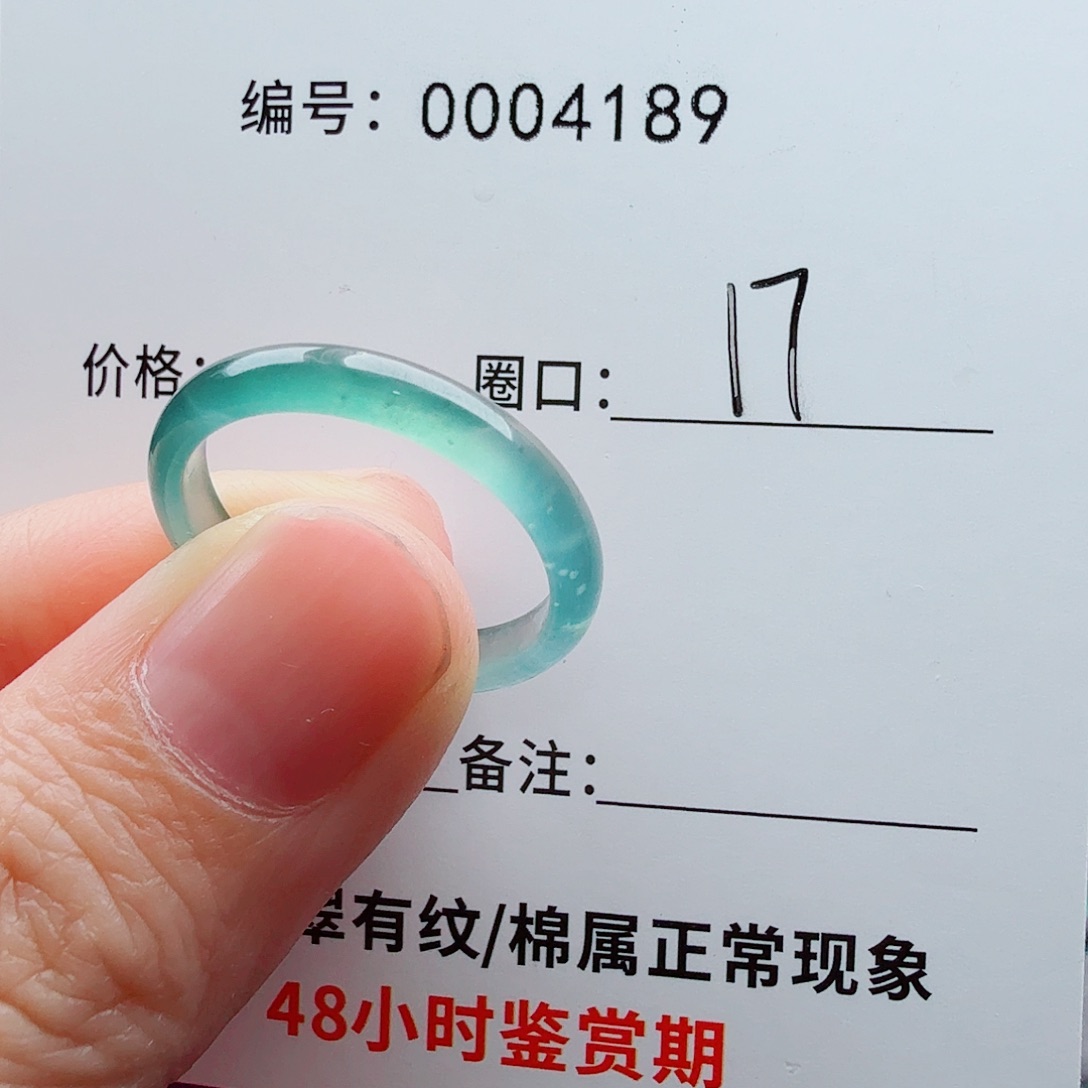 编号：0004189
价格： 圈口：17
备注：
有纹/棉属正常现象
48小时鉴赏期